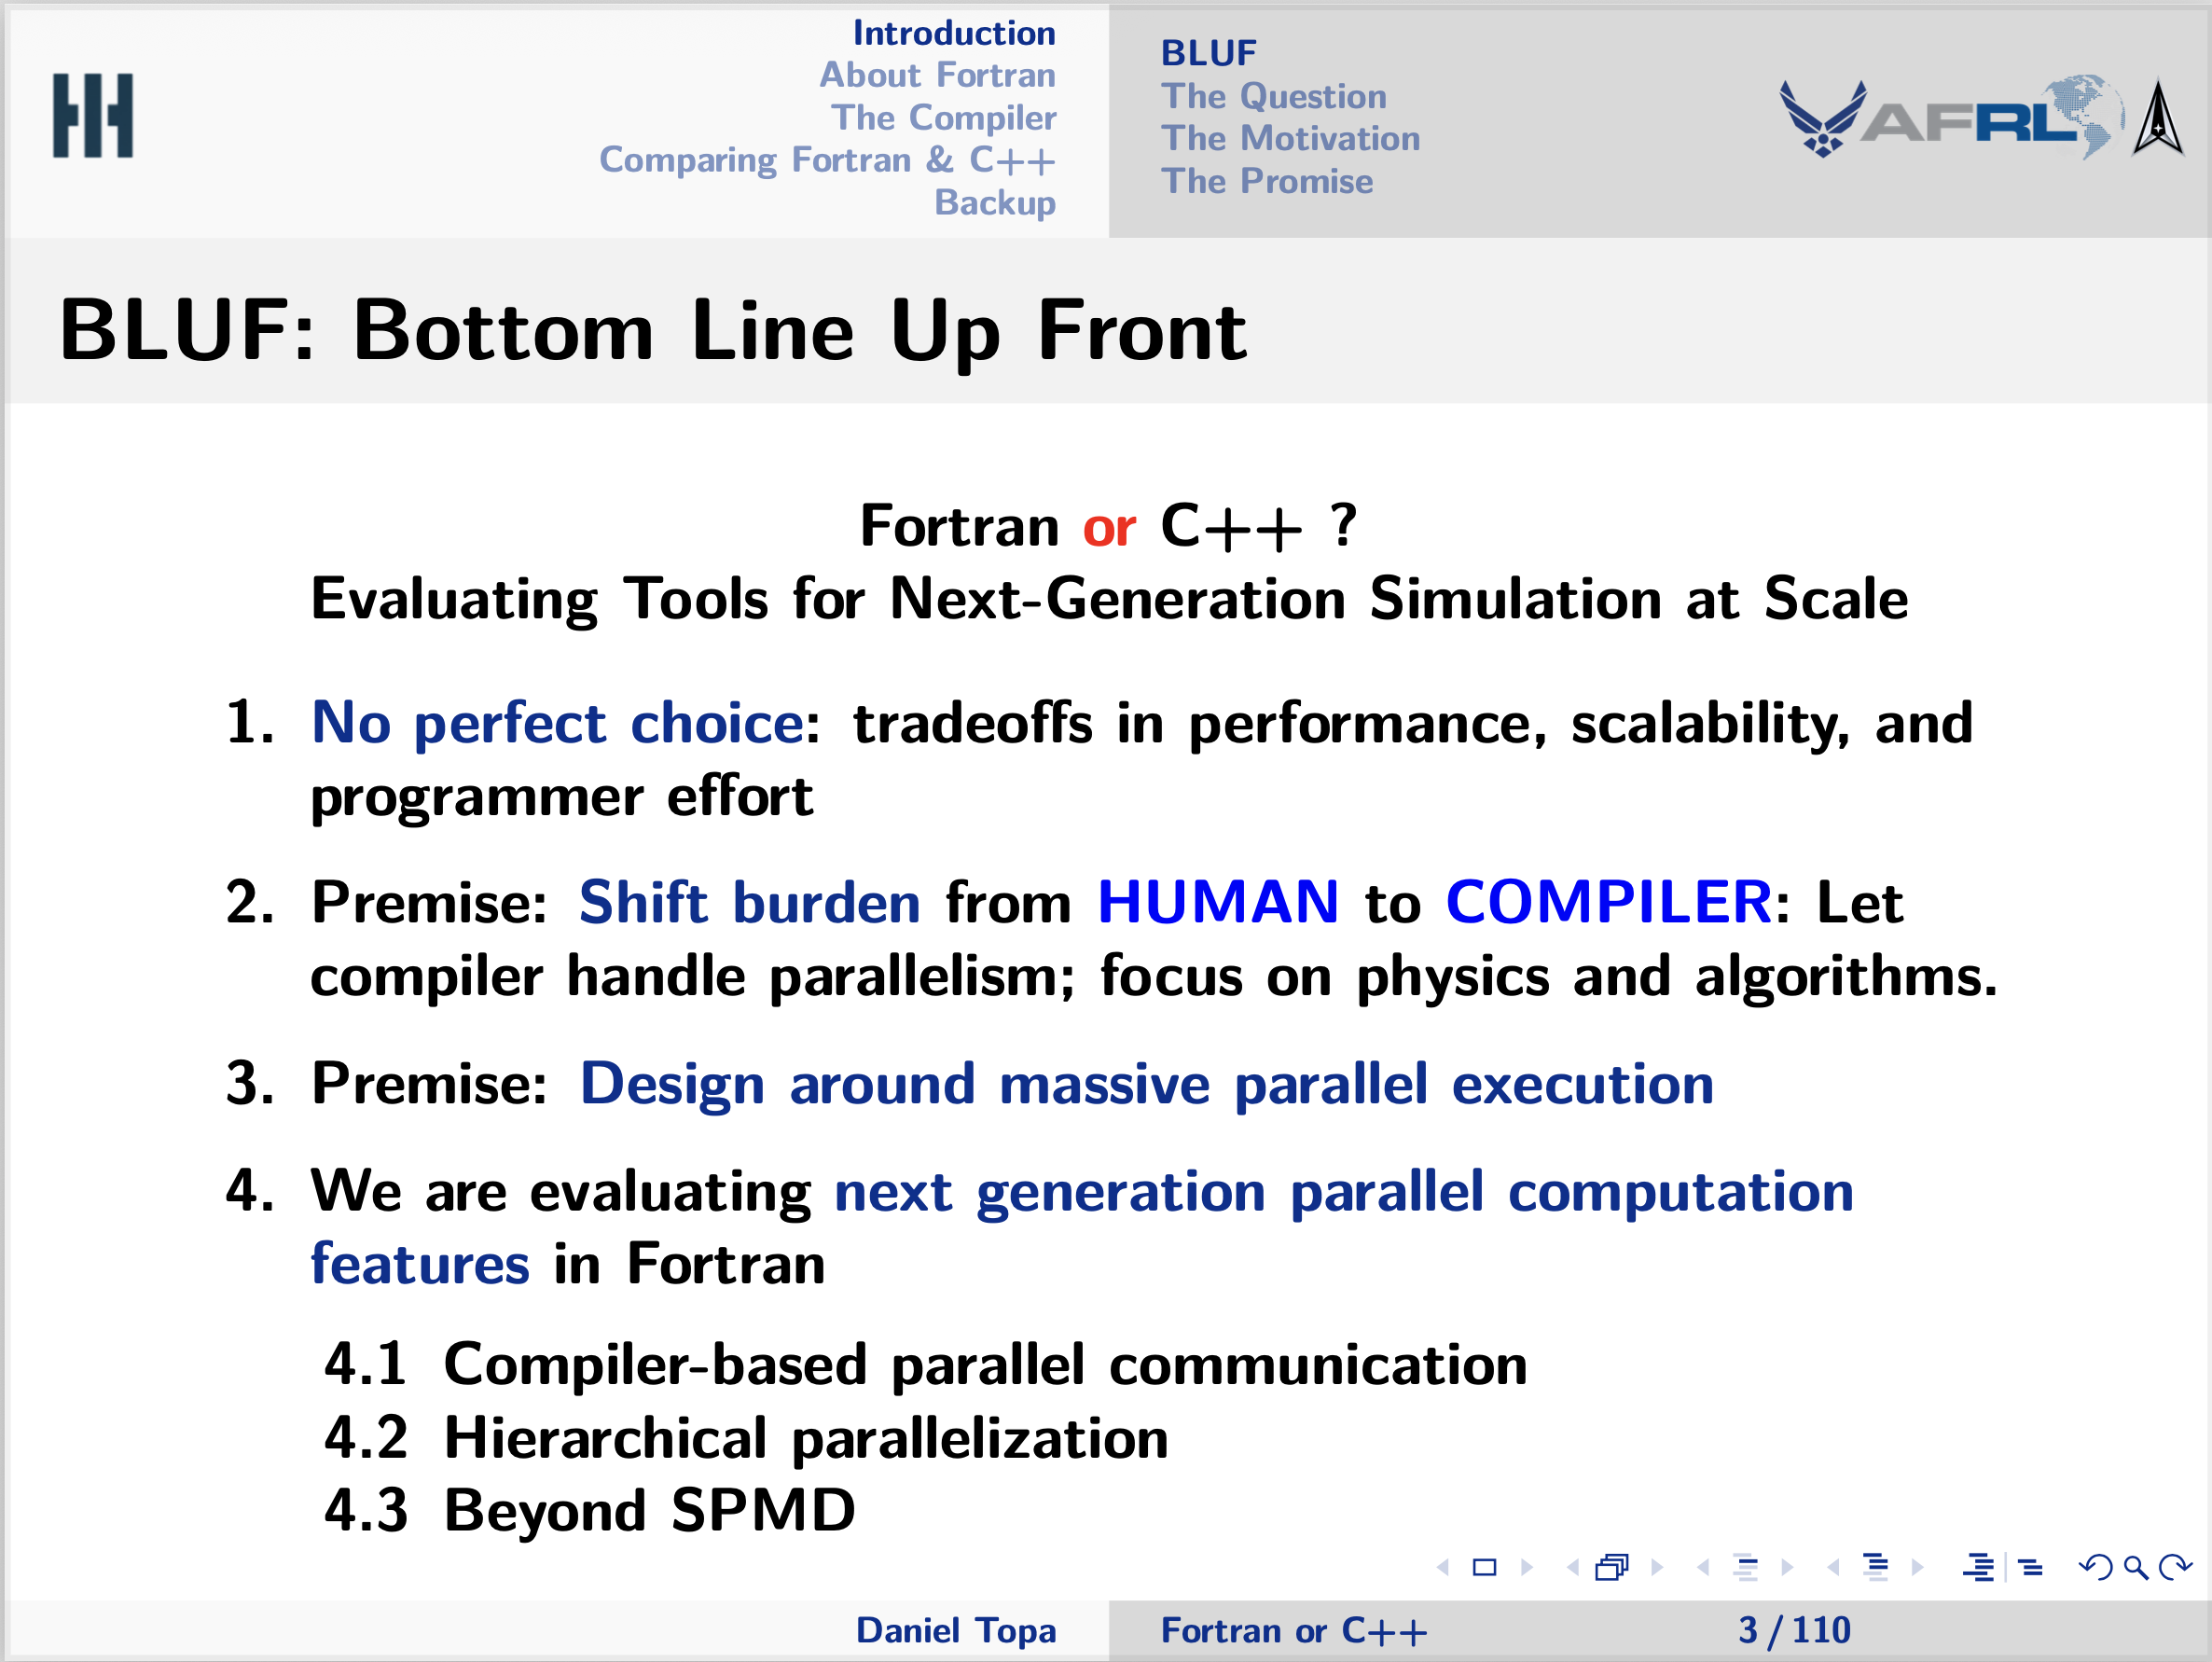 Introduction
About Fortran
The Compiler
Comparing Fortran & C++
Backup
BLUF
The Question
The Motivation
The Promise
AFRL
BLUF: Bottom Line Up Front
Fortran or C++ ?
Evaluating Tools for Next-Generation Simulation at Scale
1. No perfect choice: tradeoffs in performance, scalability, and
programmer effort
2. Premise: Shift burden from HUMAN to COMPILER: Let
compiler handle parallelism; focus on physics and algorithms.
3. Premise: Design around massive parallel execution
4. We are evaluating next generation parallel computation
features in Fortran
4.1 Compiler-based parallel communication
4.2 Hierarchical parallelization
4.3 Beyond SPMD
Daniel Topa
Fortran or C++
3 / 110